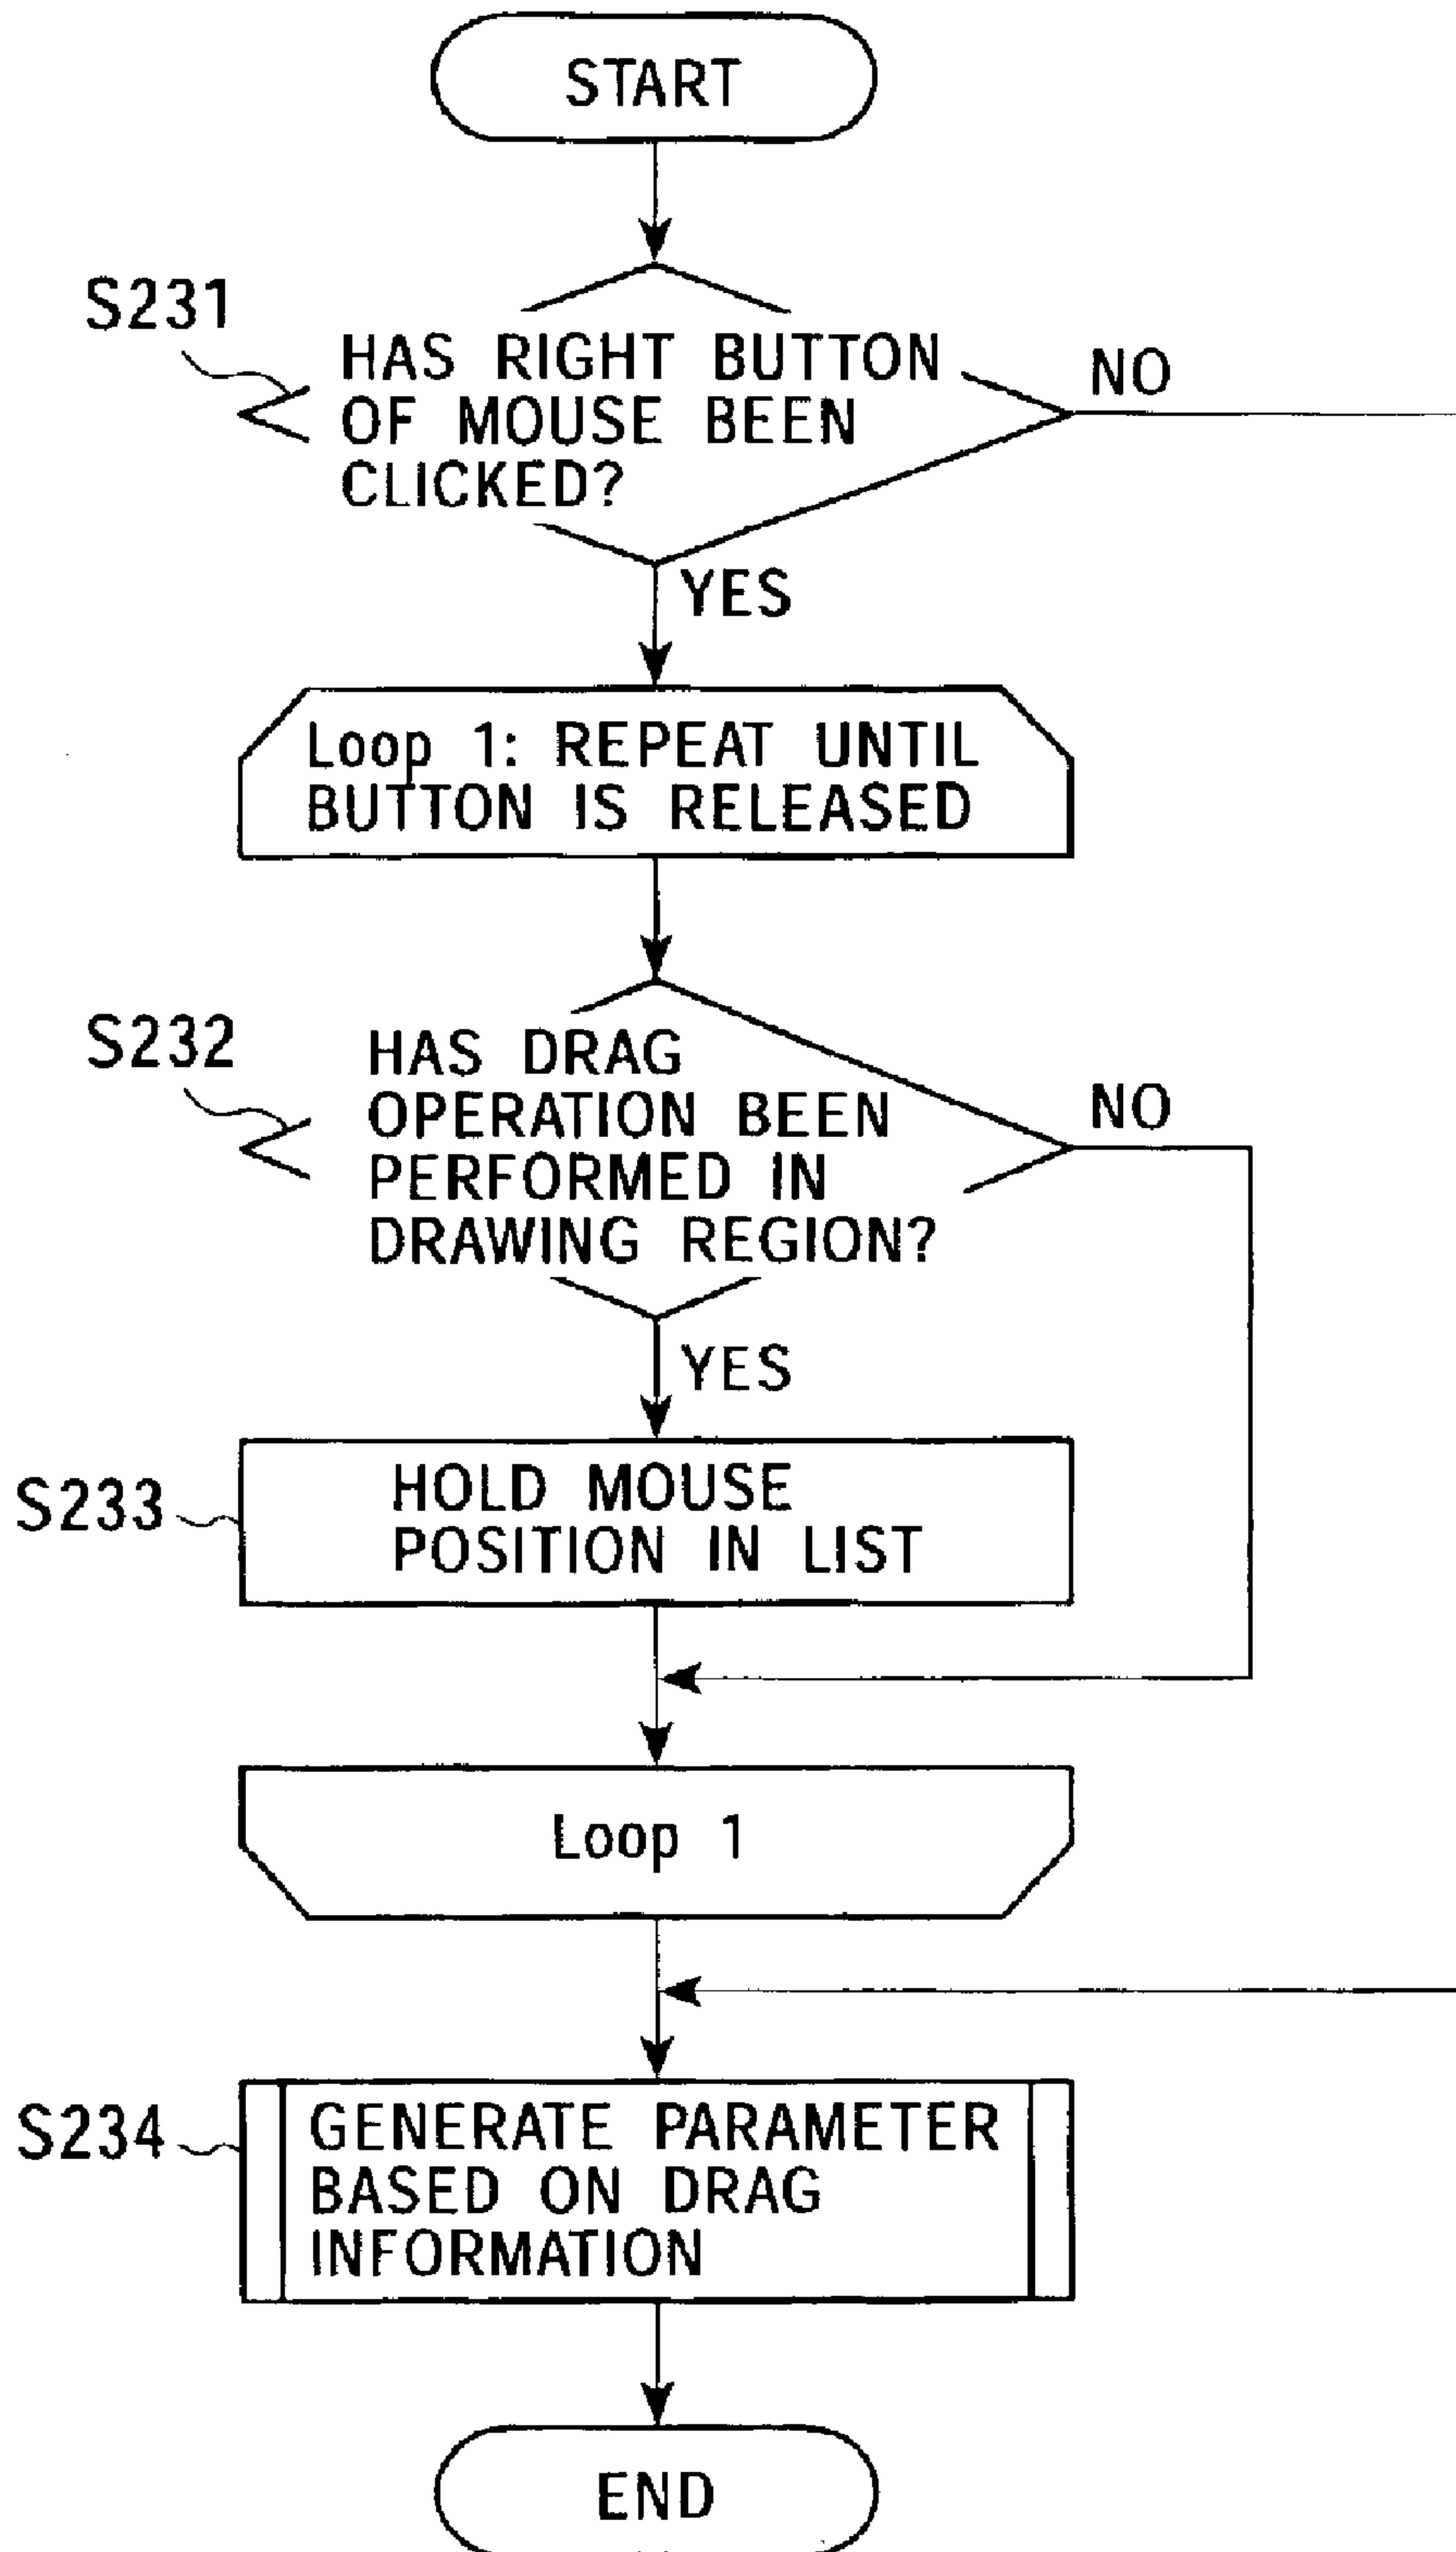 START
S231
HAS RIGHT BUTTON
OF MOUSE BEEN
CLICKED?
NO
YES
Loop 1: REPEAT UNTIL
BUTTON IS RELEASED
S232
HAS DRAG
OPERATION BEEN
PERFORMED IN
DRAWING REGION?
NO
YES
S233
HOLD MOUSE
POSITION IN LIST
Loop 1
S234
GENERATE PARAMETER
BASED ON DRAG
INFORMATION
END